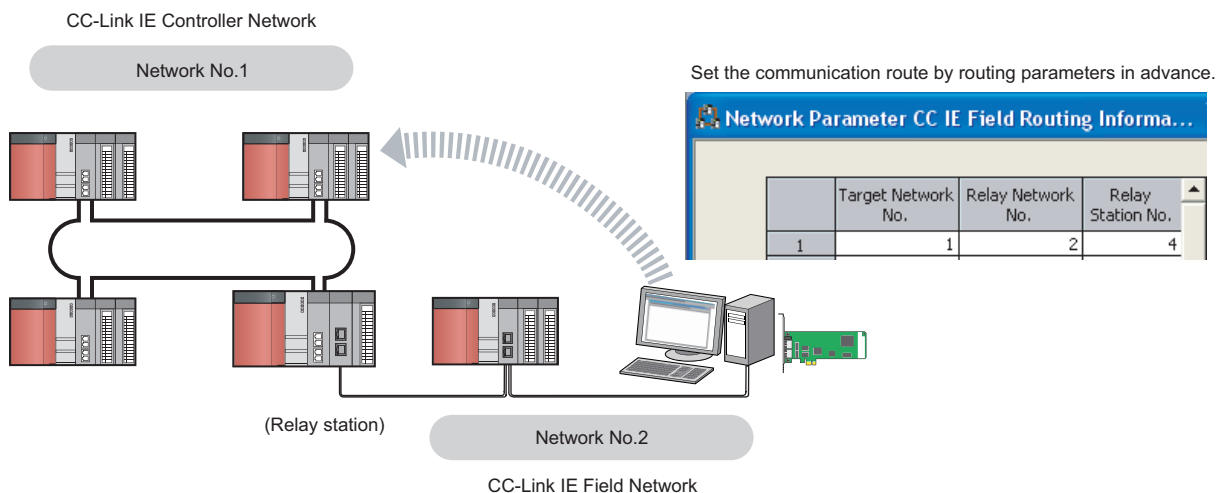 CC-Link IE Controller Network
Network No.1
Set the communication route by routing parameters in advance.
Network Parameter CC IE Field Routing Informa...
Target Network No.
Relay Network No.
Relay Station No.
1 1 2 4
(Relay station)
Network No.2
CC-Link IE Field Network